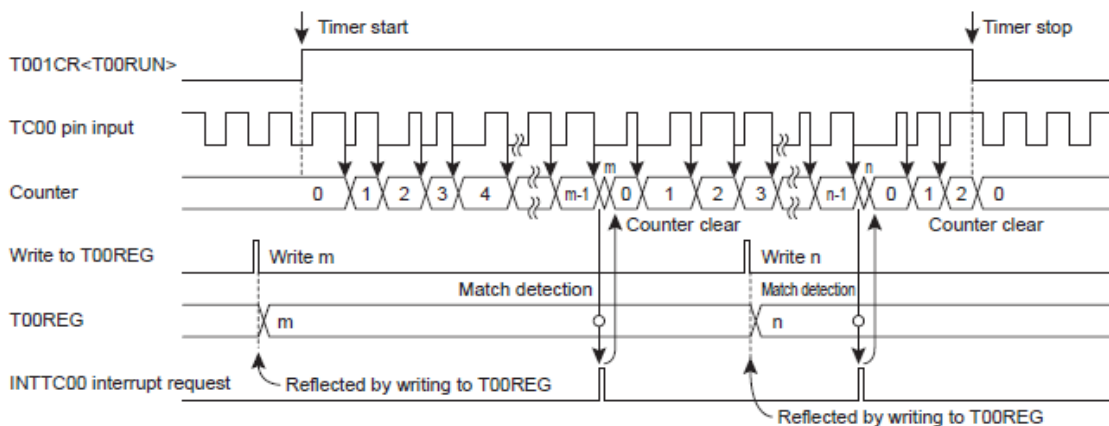 Timer start
Timer stop
T001CR<T00RUN>
TC00 pin input
m
n
Counter
0 1 2 3 4 m-1 0 1 2 3 n-1 0 1 2 0
Counter clear
Counter clear
Write to T00REG
Write m
Write n
Match detection
Match detection
T00REG
m
n
INTTC00 interrupt request
Reflected by writing to T00REG
Reflected by writing to T00REG